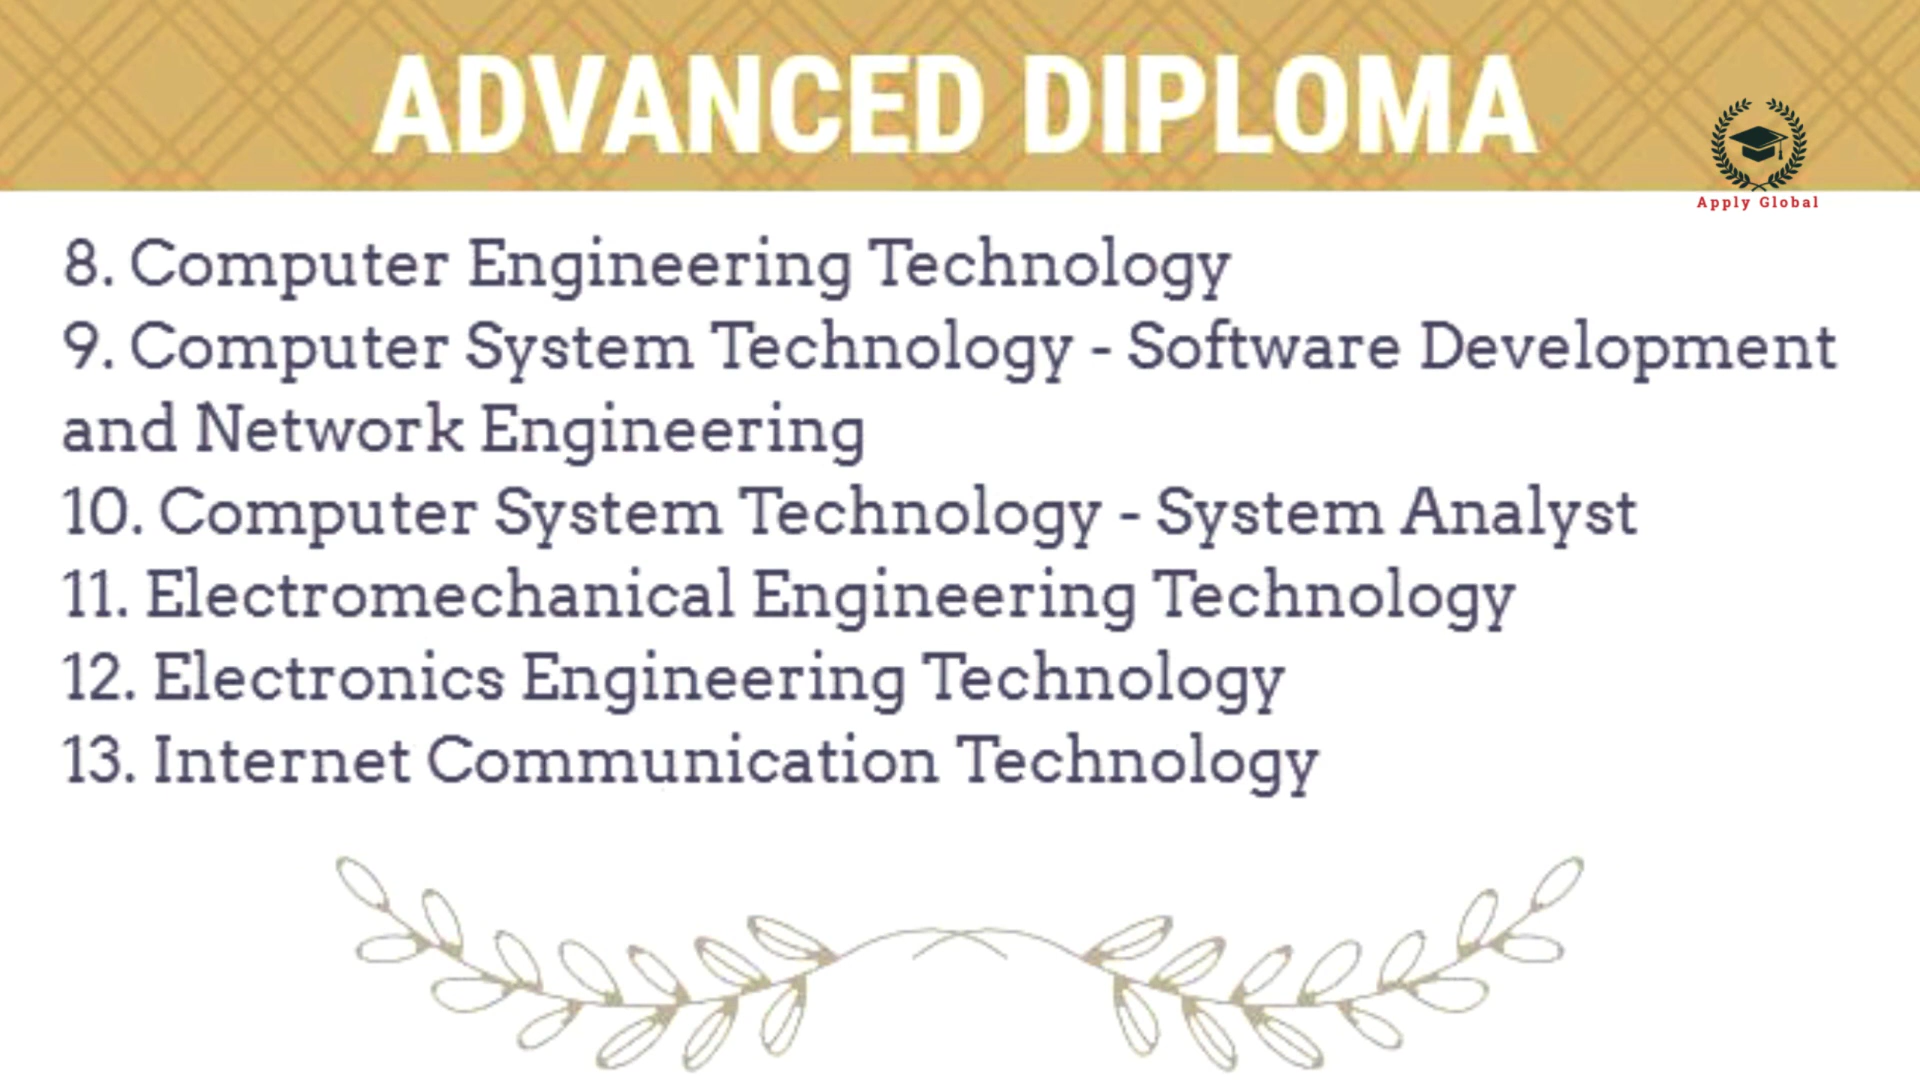 ADVANCED DIPLOMA
Apply Global
8. Computer Engineering Technology
9. Computer System Technology - Software Development
and Network Engineering
10. Computer System Technology - System Analyst
11. Electromechanical Engineering Technology
12. Electronics Engineering Technology
13. Internet Communication Technology